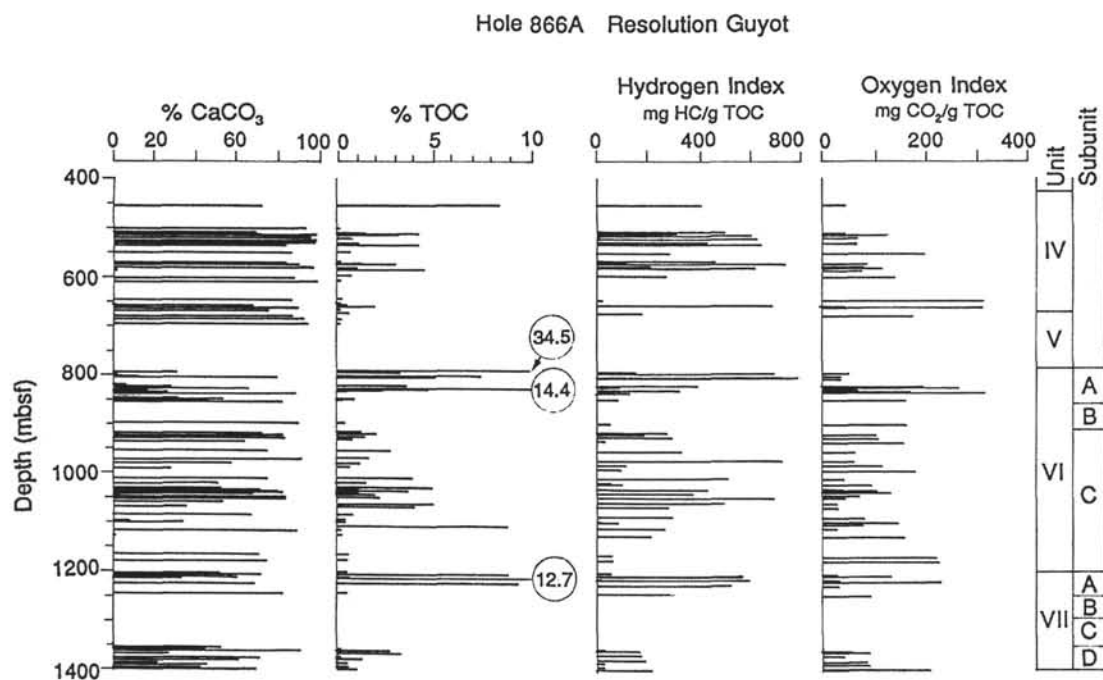 Hole 866A Resolution Guyot
% CaCO3
0 20 60 100
% TOC
0 5 10
Hydrogen Index
mg HC/g TOC
0 400 800
Oxygen Index
mg CO2/g TOC
0 200 400
Unit
Subunit
Depth (mbsf)
400
600
800
1000
1200
1400
34.5
14.4
12.7
IV
V
VI
VII
A
B
C
A
B
C
D